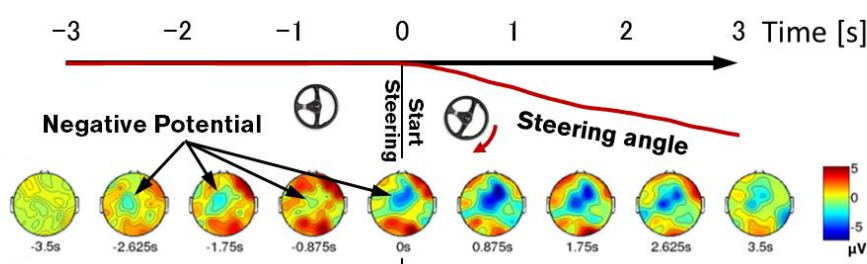 -3 -2 -1 0 1 2 3 Time [s]
Negative Potential
Steering
Start
Steering angle
-3.5s -2.625s -1.75s -0.875s 0s 0.875s 1.75s 2.625s 3.5s
5
0
-5
μV